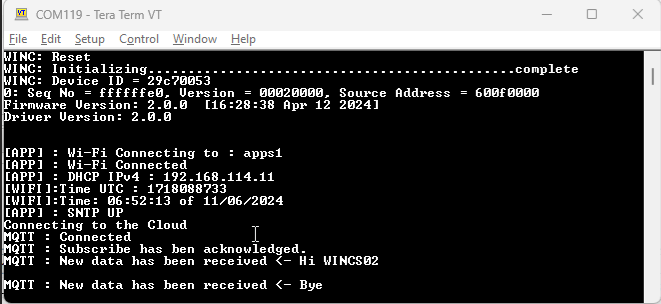 COM119 - Tera Term VT
File Edit Setup Control Window Help
WINC: Reset
WINC: Initializing........................................complete
WINC: Device ID = 29c70053
0: Seq No = ffffffe0, Version = 00020000, Source Address = 600f0000
Firmware Version: 2.0.0 [16:28:38 Apr 12 2024]
Driver Version: 2.0.0
[APP] : Wi-Fi Connecting to : apps1
[APP] : Wi-Fi Connected
[APP] : DHCP IPv4 : 192.168.114.11
[WIFI]:Time UTC : 1718088733
[WIFI]:Time: 06:52:13 of 11/06/2024
[APP] : SNTP UP
Connecting to the Cloud
MQTT : Connected
MQTT : Subscribe has ben acknowledged.
MQTT : New data has been received <- Hi WINCS02
MQTT : New data has been received <- Bye